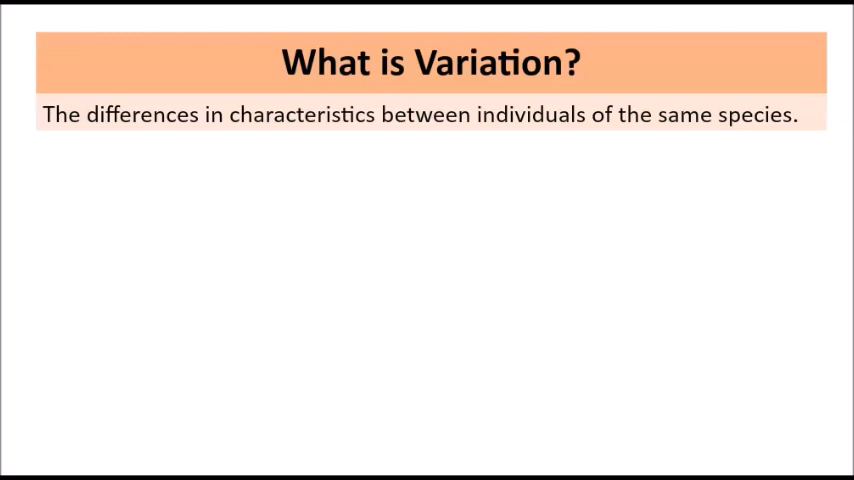 What is Variation?
The differences in characteristics between individuals of the same species.